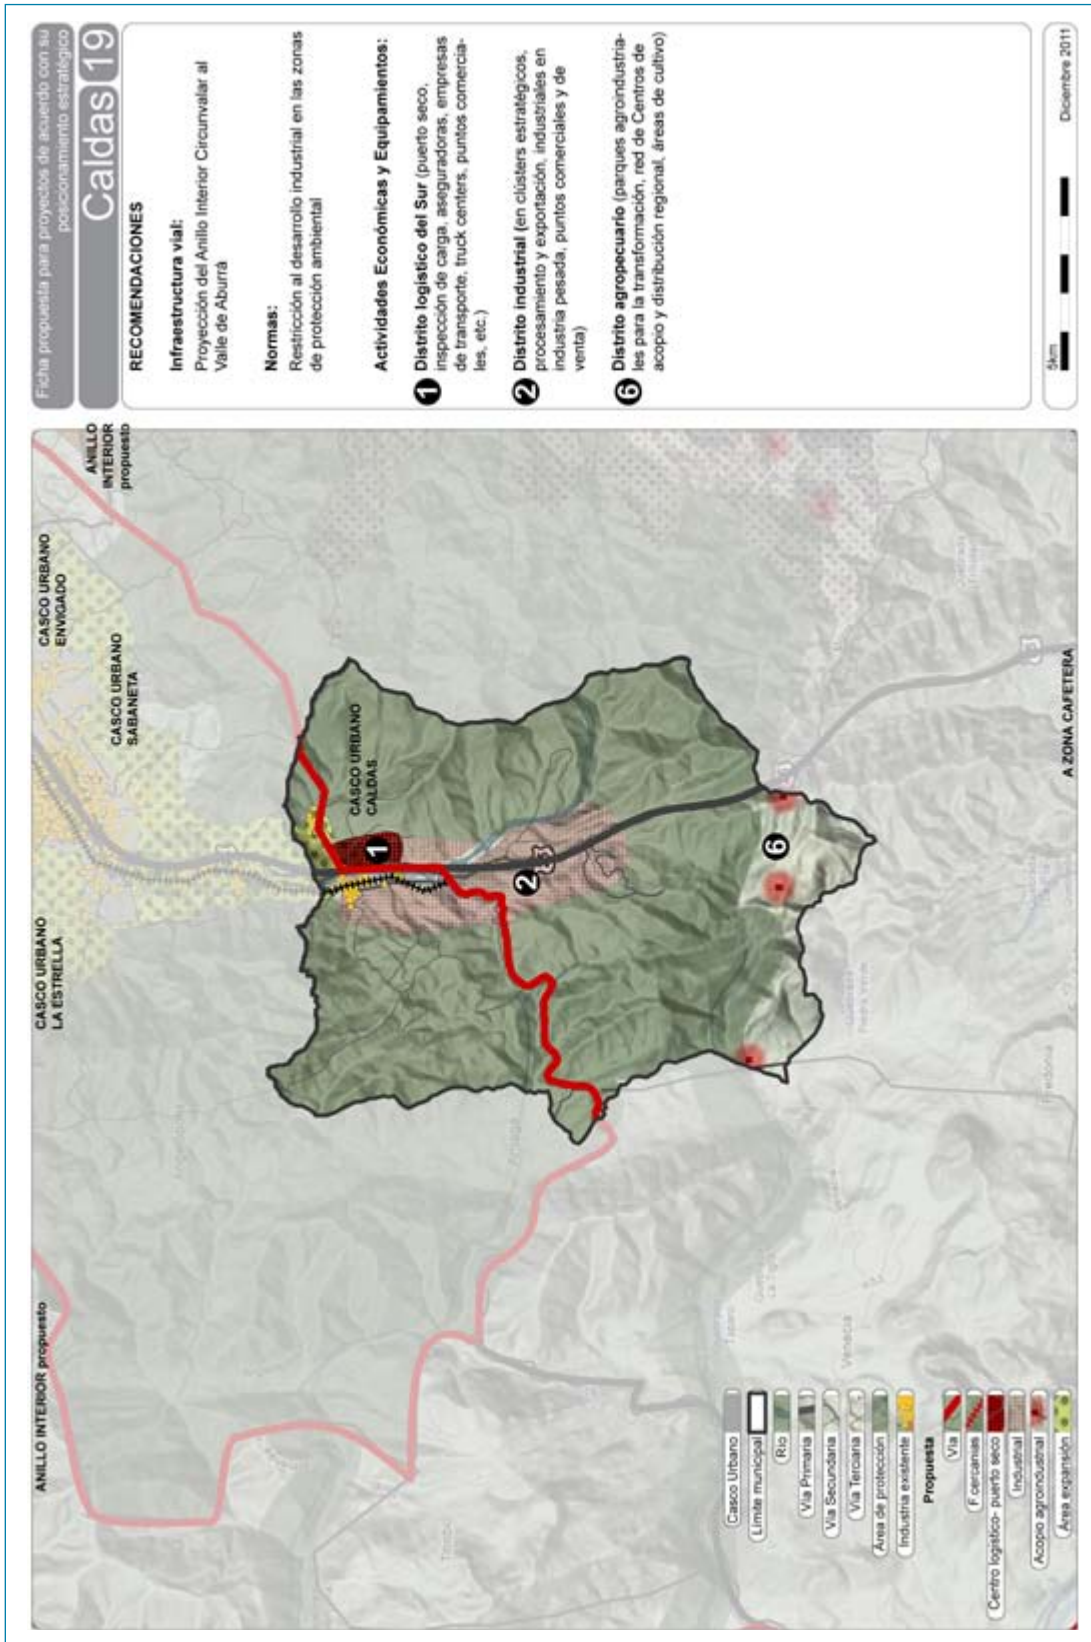 Ficha propuesta para proyectos de acuerdo con su
posicionamiento estratégico
Caldas 19
RECOMENDACIONES
Infraestructura vial:
Proyección del Anillo Interior Circunvalar al
Valle de Aburrá
Normas:
Restricción al desarrollo industrial en las zonas
de protección ambiental
Actividades Económicas y Equipamientos:
1 Distrito logístico del Sur (puerto seco,
inspección de carga, aseguradoras, empresas
de transporte, truck centers, puntos comercia-
les, etc.)
2 Distrito industrial (en clústers estratégicos,
procesamiento y exportación, industriales en
industria pesada, puntos comerciales y de
venta)
6 Distrito agropecuario (parques agroindustria-
les para la transformación, red de Centros de
acopio y distribución regional, áreas de cultivo)
5km
Diciembre 2011
ANILLO INTERIOR propuesto
CASCO URBANO
LA ESTRELLA
CASCO URBANO
SABANETA
CASCO URBANO
ENVIGADO
ANILLO
INTERIOR
propuesto
CASCO URBANO
CALDAS
1
2
6
A ZONA CAFETERA
Venecia
Casco Urbano
Límite municipal
Río
Vía Primaria
Vía Secundaria
Vía Terciaria
Área de protección
Industria existente
Propuesta
Vía
F.cercanias
Centro logistico- puerto seco
Industrial
Acopio agroindustrial
Área expansión